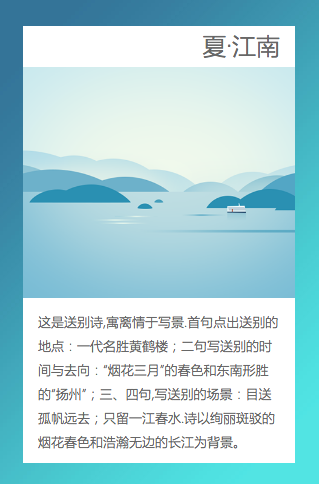 夏·江南
这是送别诗,寓离情于写景.首句点出送别的
地点：一代名胜黄鹤楼；二句写送别的时
间与去向：“烟花三月”的春色和东南形胜
的“扬州”；三、四句,写送别的场景：目送
孤帆远去；只留一江春水.诗以绚丽斑驳的
烟花春色和浩瀚无边的长江为背景。